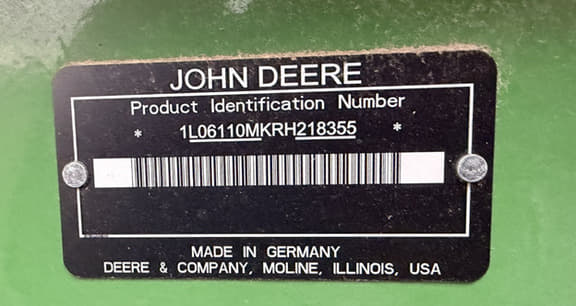 JOHN DEERE
Product Identification Number
* 1L06110MKRH218355 *
MADE IN GERMANY
DEERE & COMPANY, MOLINE, ILLINOIS, USA